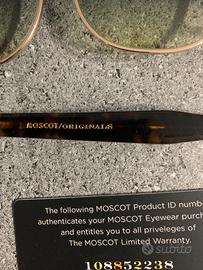 MOSCOT/ORIGINALS
The following MOSCOT Product ID number
authenticates your MOSCOT Eyewear purch
and entitles you to all priveleges of
The MOSCOT Limited Warranty.
108852238
subito